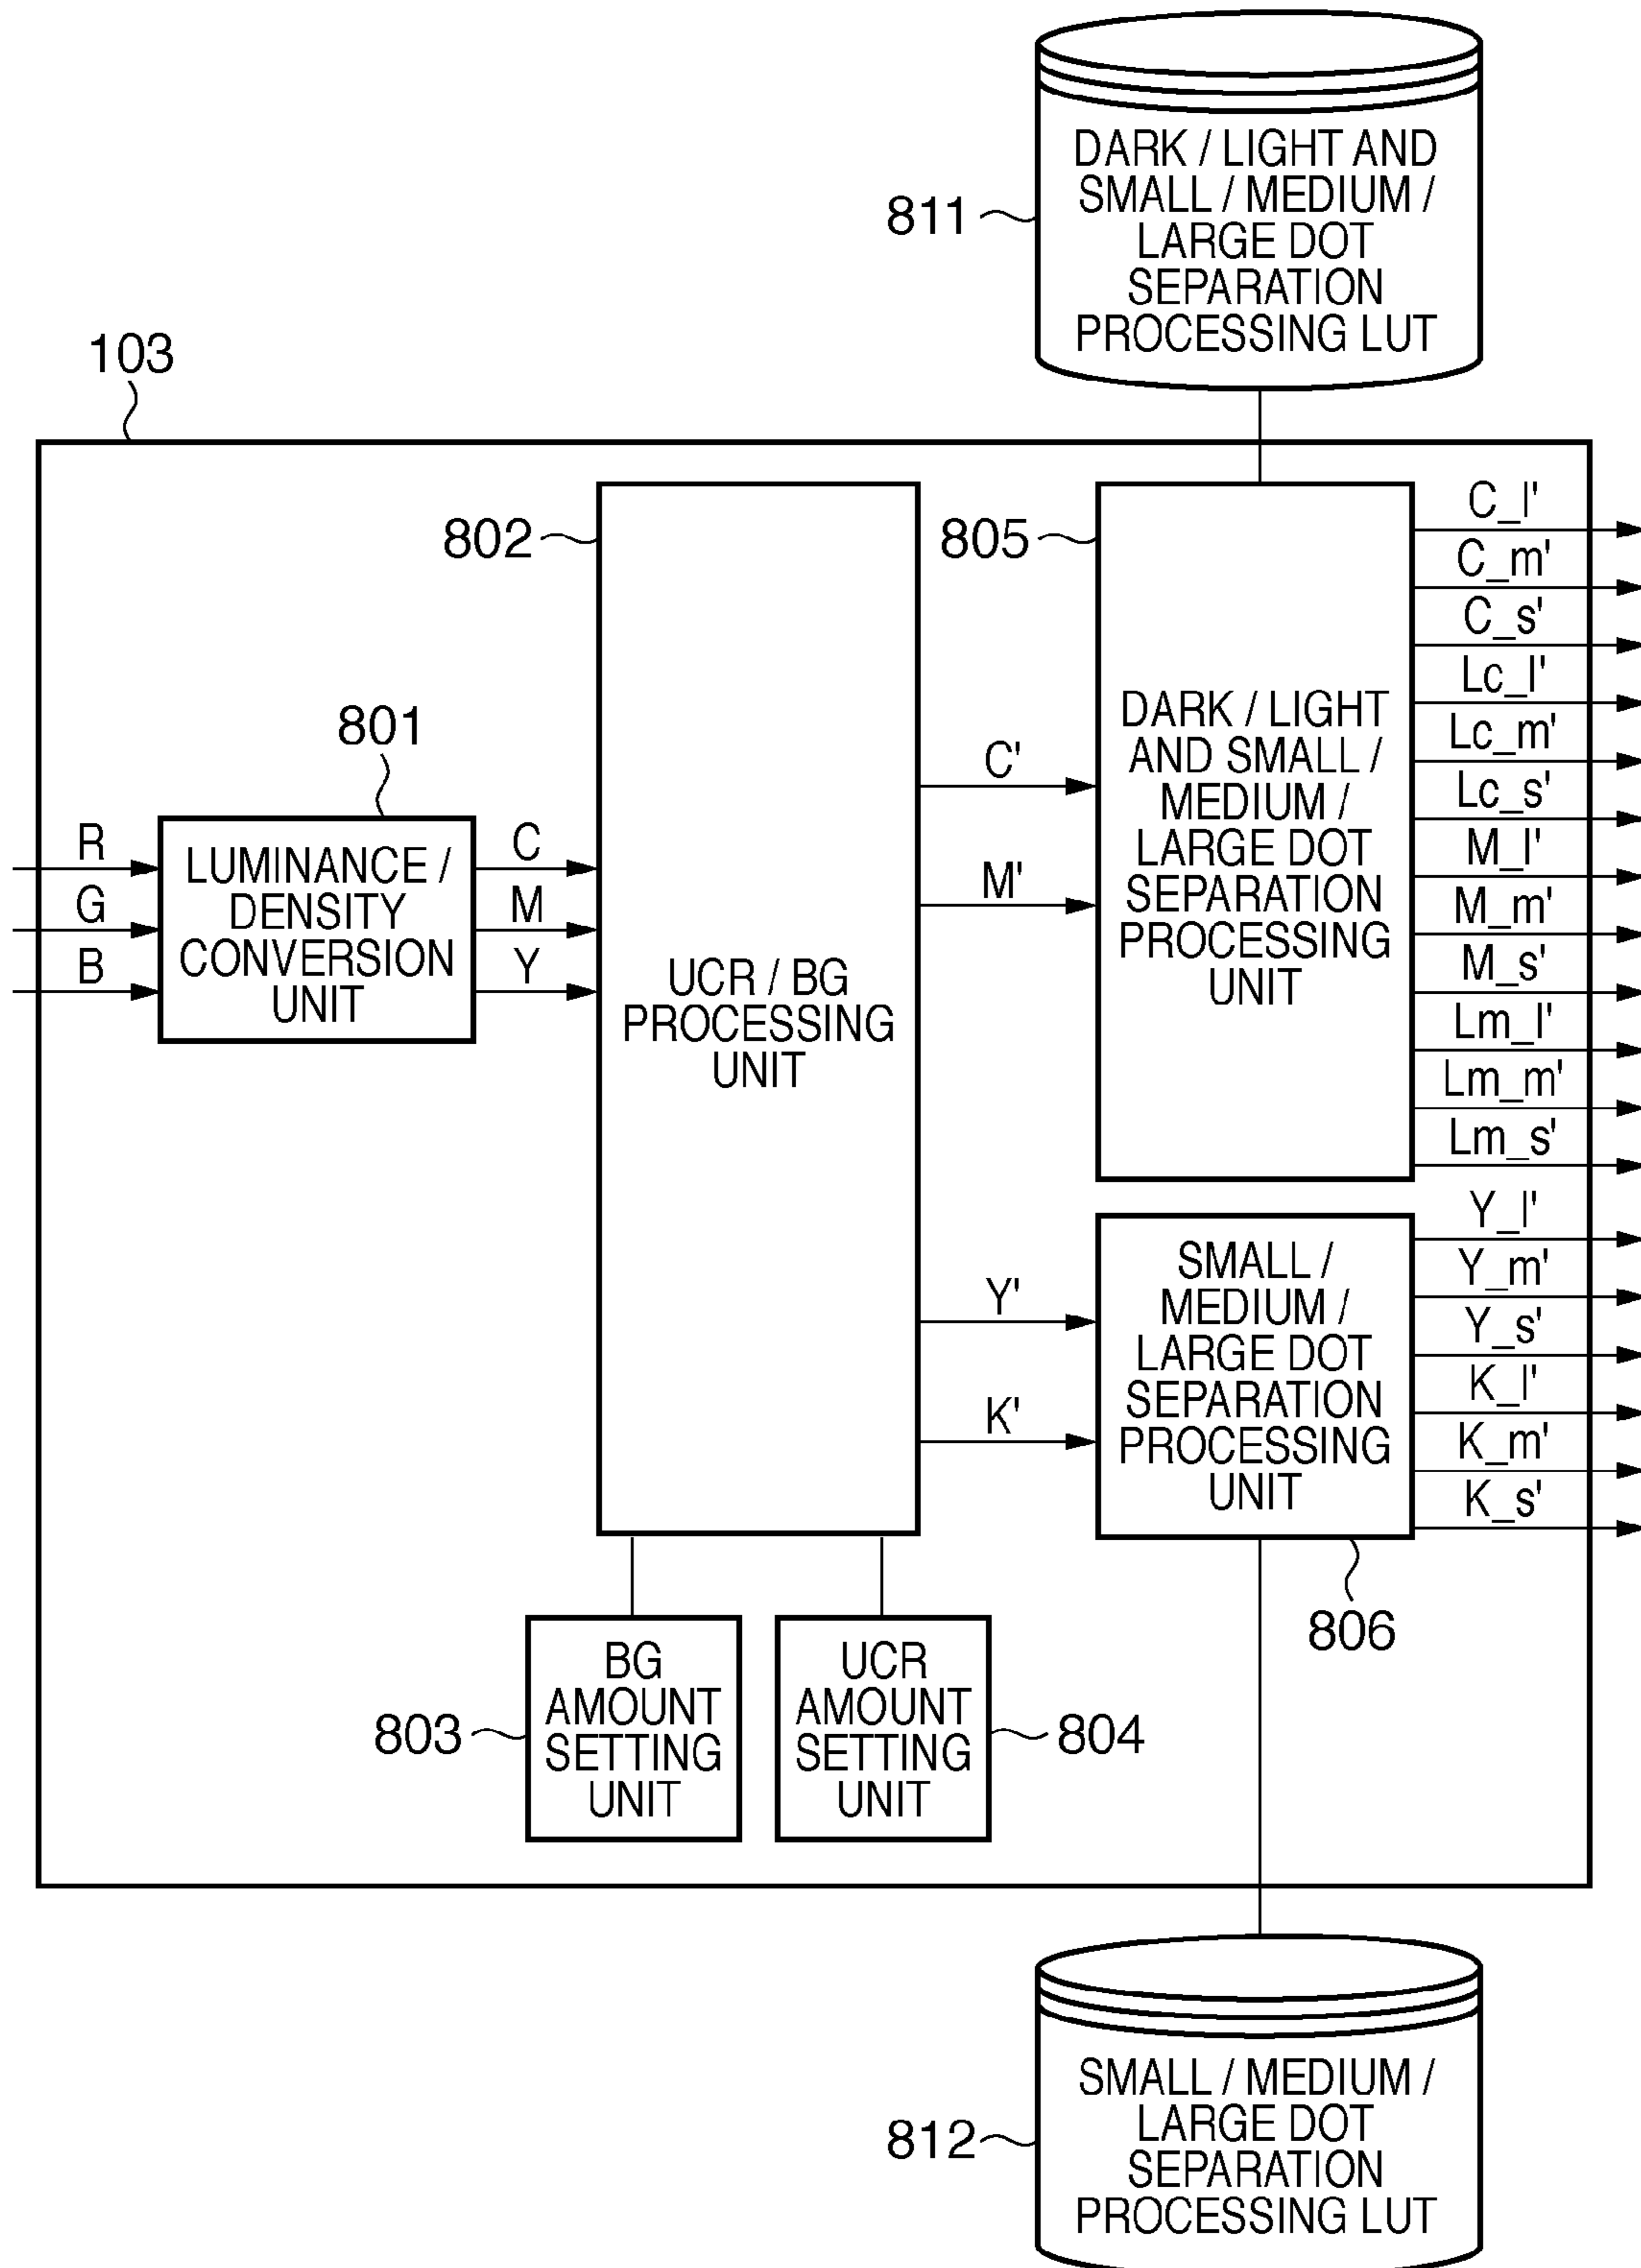 DARK / LIGHT AND
SMALL / MEDIUM /
LARGE DOT
SEPARATION
PROCESSING LUT
811
103
802
805
801
R
G
B
LUMINANCE /
DENSITY
CONVERSION
UNIT
C
M
Y
UCR / BG
PROCESSING
UNIT
C'
M'
Y'
K'
DARK / LIGHT
AND SMALL /
MEDIUM /
LARGE DOT
SEPARATION
PROCESSING
UNIT
C_l'
C_m'
C_s'
Lc_l'
Lc_m'
Lc_s'
M_l'
M_m'
M_s'
Lm_l'
Lm_m'
Lm_s'
SMALL /
MEDIUM /
LARGE DOT
SEPARATION
PROCESSING
UNIT
Y_l'
Y_m'
Y_s'
K_l'
K_m'
K_s'
806
BG
AMOUNT
SETTING
UNIT
803
UCR
AMOUNT
SETTING
UNIT
804
812
SMALL / MEDIUM /
LARGE DOT
SEPARATION
PROCESSING LUT